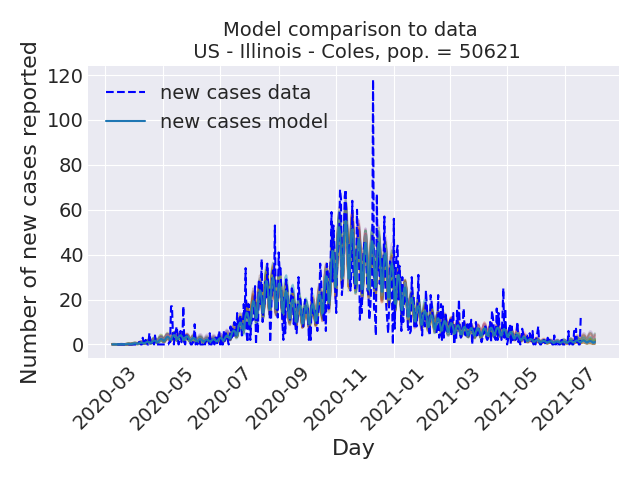 Model comparison to data
US - Illinois - Coles, pop. = 50621
Number of new cases reported
120
100
80
60
40
20
0
new cases data
new cases model
2020-03
2020-05
2020-07
2020-09
2020-11
2021-01
2021-03
2021-05
2021-07
Day